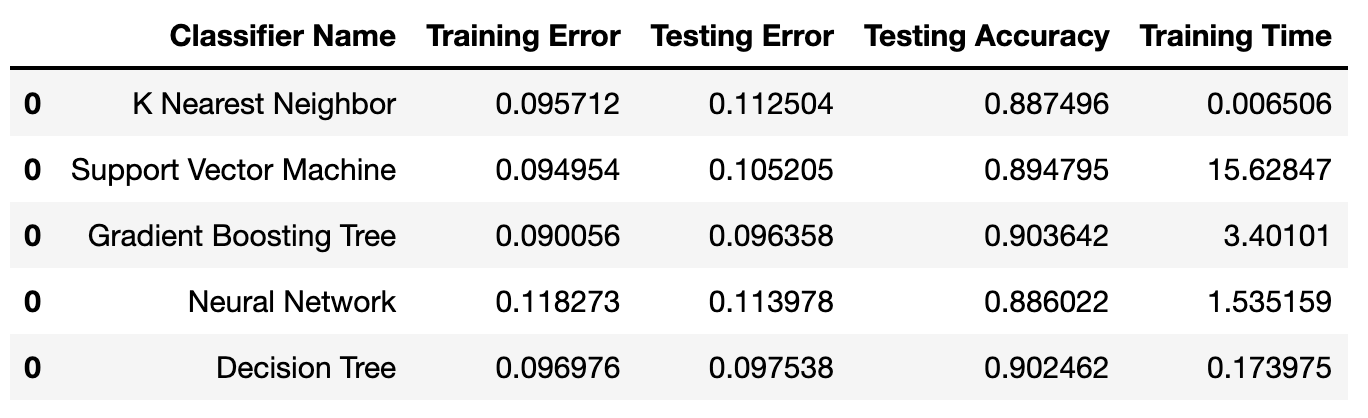 Classifier Name Training Error Testing Error Testing Accuracy Training Time
0 K Nearest Neighbor 0.095712 0.112504 0.887496 0.006506
0 Support Vector Machine 0.094954 0.105205 0.894795 15.62847
0 Gradient Boosting Tree 0.090056 0.096358 0.903642 3.40101
0 Neural Network 0.118273 0.113978 0.886022 1.535159
0 Decision Tree 0.096976 0.097538 0.902462 0.173975